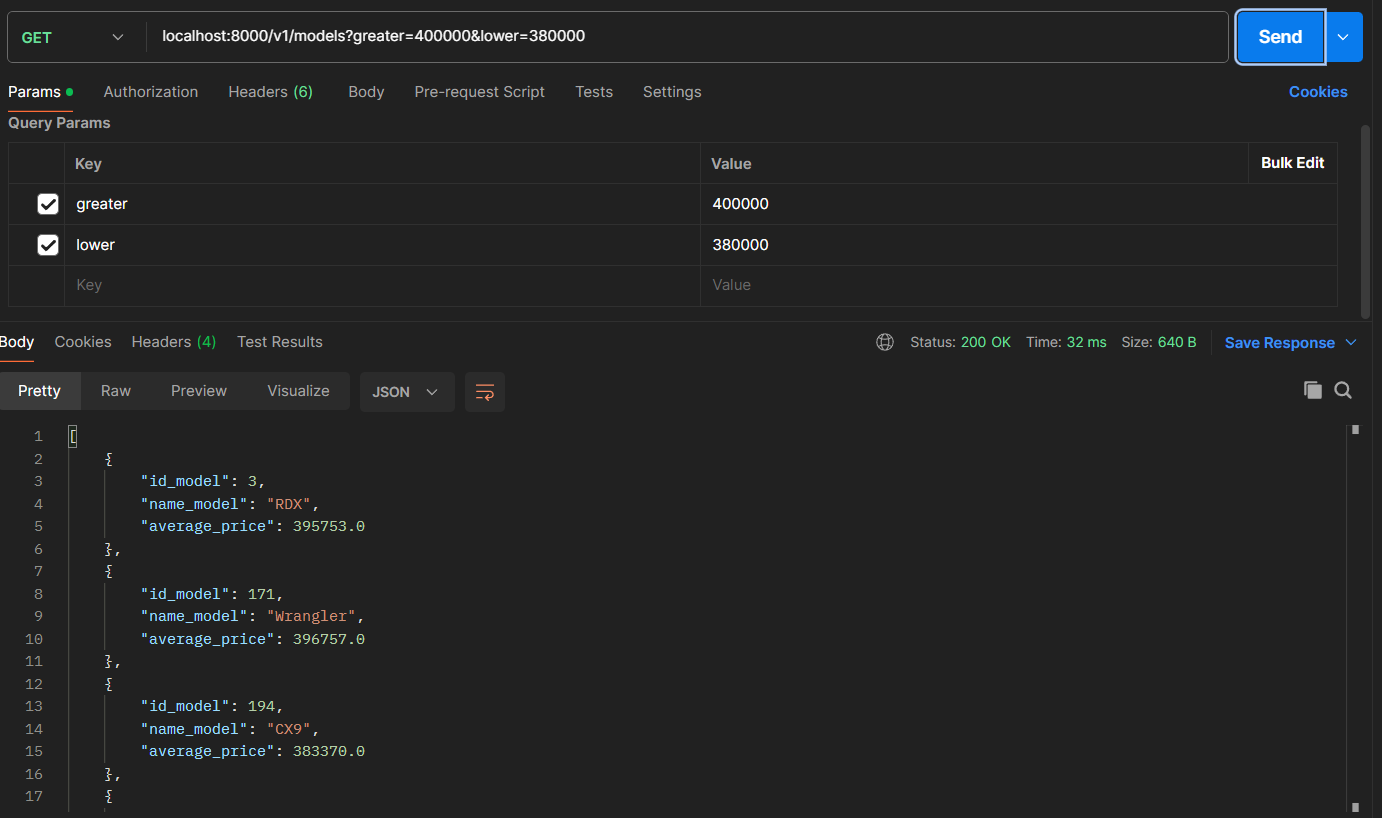 GET localhost:8000/v1/models?greater=400000&lower=380000 Send
Params Authorization Headers (6) Body Pre-request Script Tests Settings Cookies
Query Params
Key Value Bulk Edit
greater 400000
lower 380000
Key Value
Body Cookies Headers (4) Test Results Status: 200 OK Time: 32 ms Size: 640 B Save Response
Pretty Raw Preview Visualize JSON
1 [
2 {
3 "id_model": 3,
4 "name_model": "RDX",
5 "average_price": 395753.0
6 },
7 {
8 "id_model": 171,
9 "name_model": "Wrangler",
10 "average_price": 396757.0
11 },
12 {
13 "id_model": 194,
14 "name_model": "CX9",
15 "average_price": 383370.0
16 },
17 {